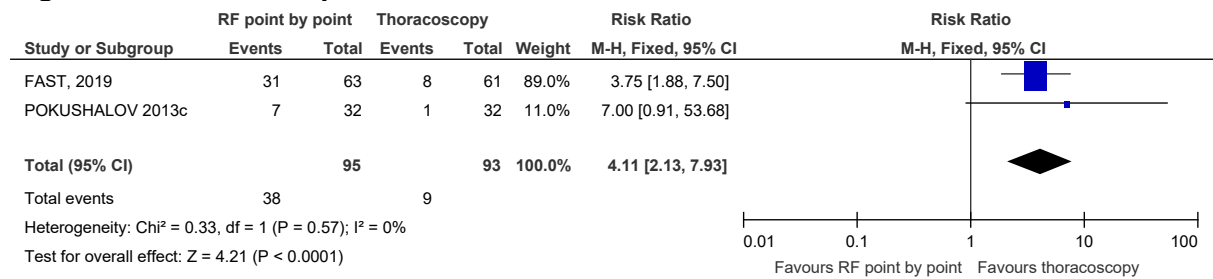 RF point by point Thoracoscopy Risk Ratio Risk Ratio
Study or Subgroup Events Total Events Total Weight M-H, Fixed, 95% CI M-H, Fixed, 95% CI
FAST, 2019 31 63 8 61 89.0% 3.75 [1.88, 7.50]
POKUSHALOV 2013c 7 32 1 32 11.0% 7.00 [0.91, 53.68]
Total (95% CI) 95 93 100.0% 4.11 [2.13, 7.93]
Total events 38 9
Heterogeneity: Chi² = 0.33, df = 1 (P = 0.57); I² = 0%
Test for overall effect: Z = 4.21 (P < 0.0001)
0.01 0.1 1 10 100
Favours RF point by point Favours thoracoscopy